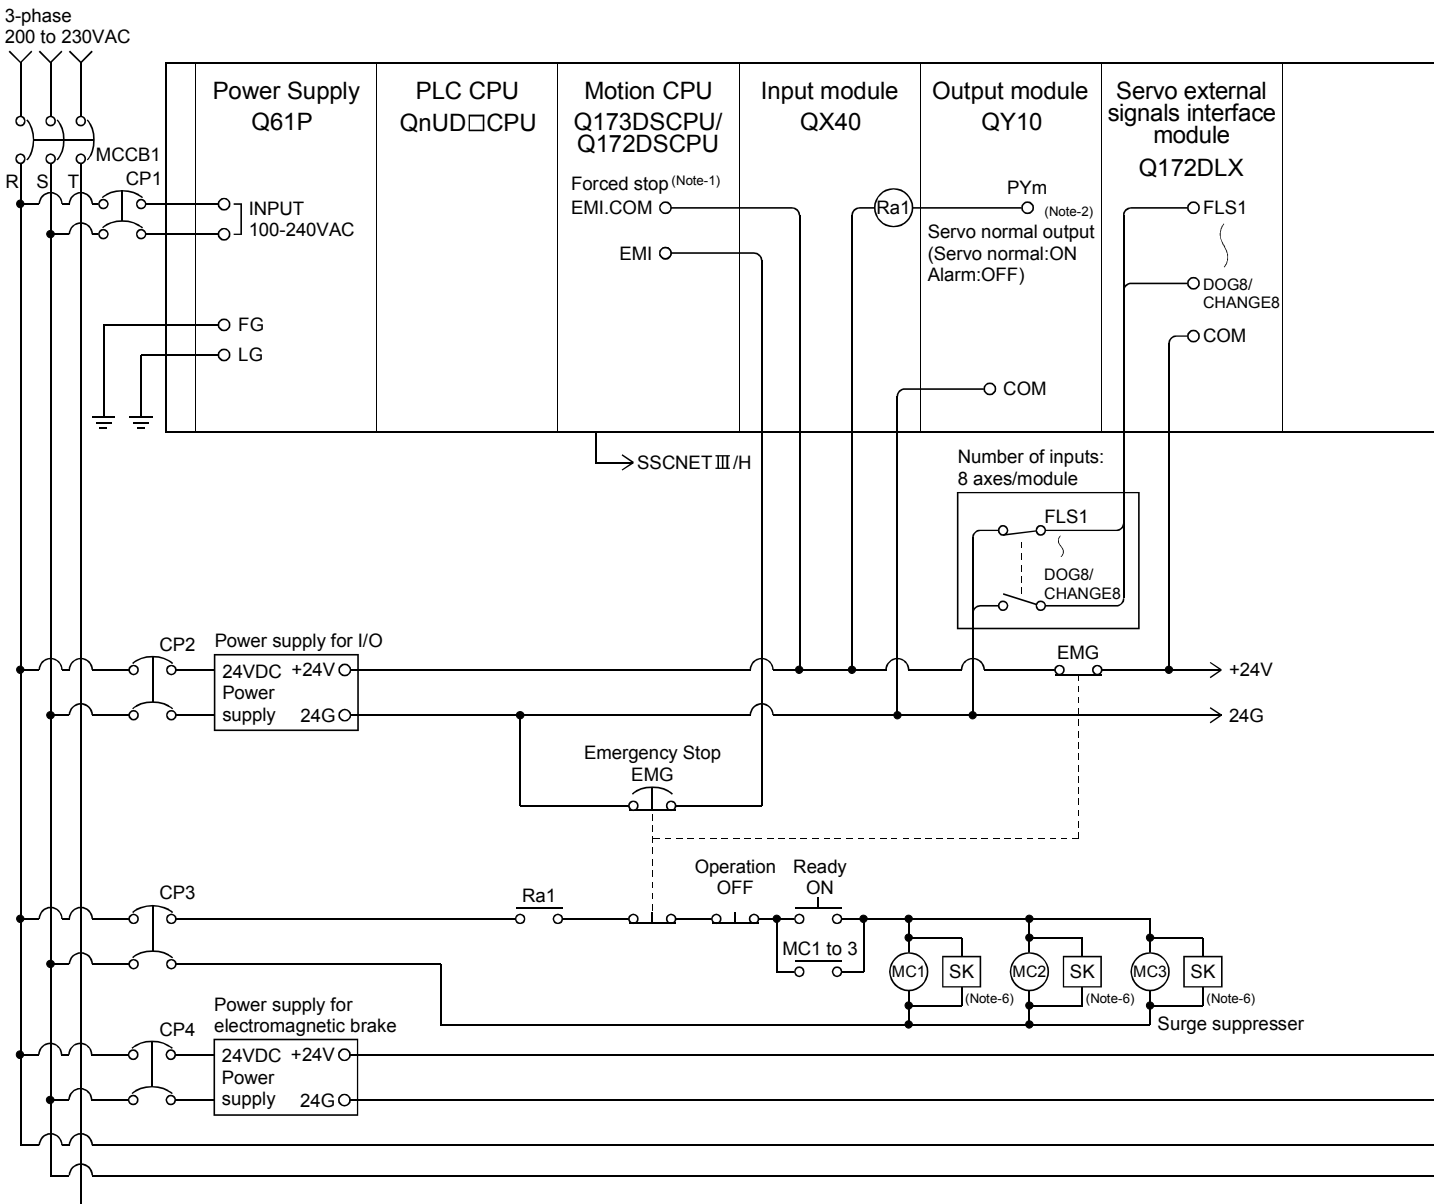 3-phase
200 to 230VAC
MCCB1
R S T
CP1
Power Supply
Q61P
INPUT
100-240VAC
FG
LG
PLC CPU
QnUD□CPU
Motion CPU
Q173DSCPU/
Q172DSCPU
Forced stop (Note-1)
EMI.COM
EMI
Input module
QX40
Ra1
Output module
QY10
PYm
(Note-2)
Servo normal output
(Servo normal:ON
Alarm:OFF)
COM
Servo external
signals interface
module
Q172DLX
FLS1
DOG8/
CHANGE8
COM
SSCNETⅢ/H
Number of inputs:
8 axes/module
FLS1
DOG8/
CHANGE8
CP2
Power supply for I/O
24VDC +24V
Power
supply 24G
EMG
+24V
24G
Emergency Stop
EMG
CP3
Ra1
Operation
OFF
Ready
ON
MC1 to 3
MC1 SK
(Note-6)
MC2 SK
(Note-6)
MC3 SK
(Note-6)
Surge suppresser
CP4
Power supply for
electromagnetic brake
24VDC +24V
Power
supply 24G